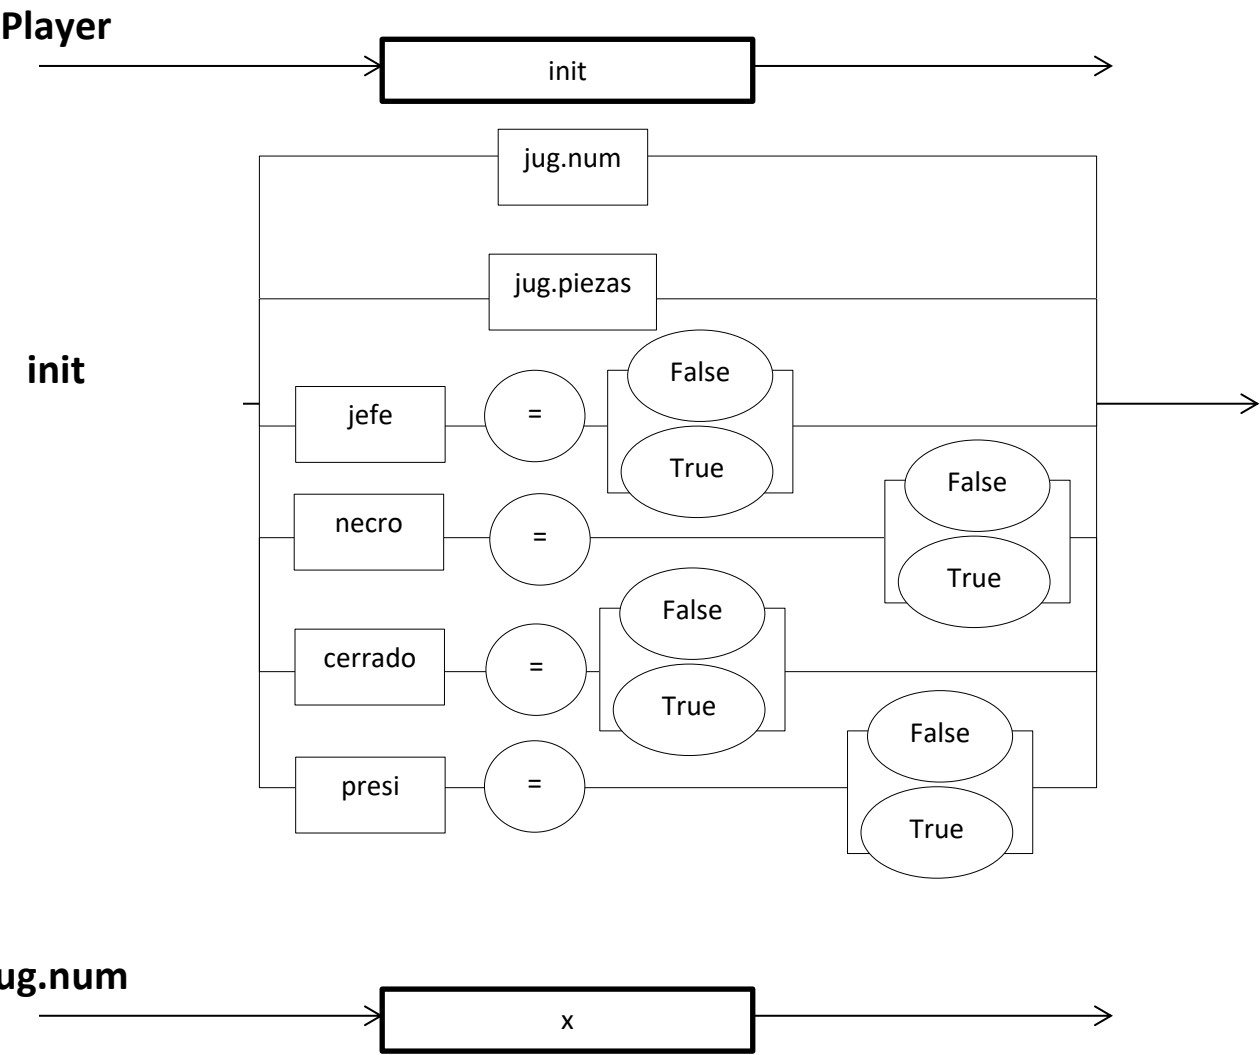 Player
init
jug.num
jug.piezas
init
jefe = False
True
necro = False
True
cerrado = False
True
presi = False
True
ug.num
x